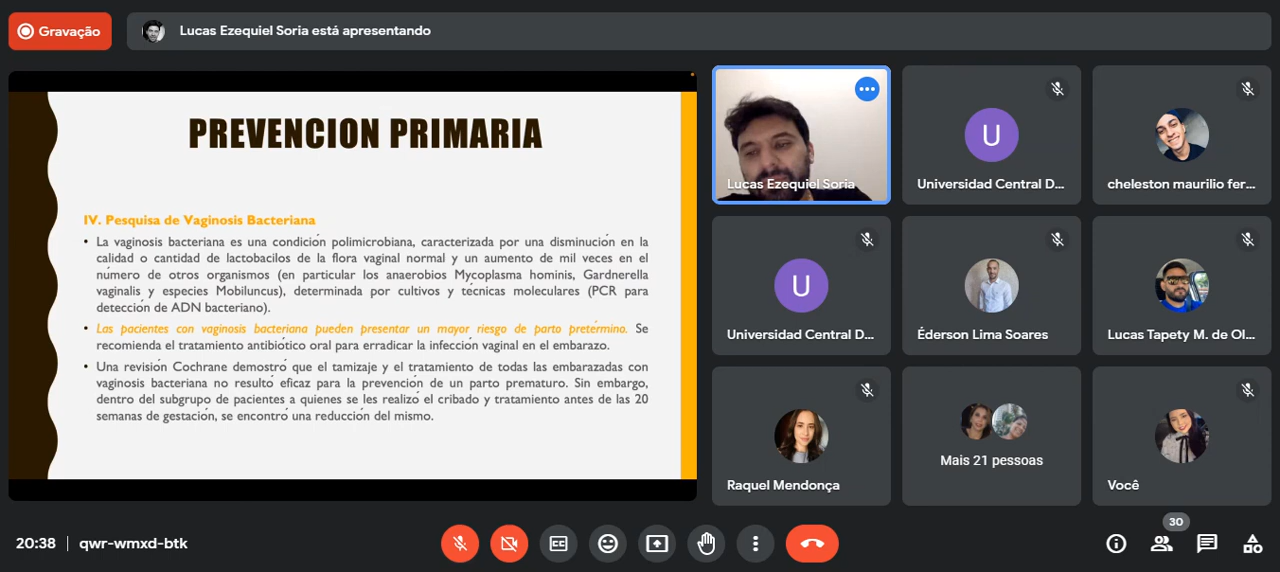 Gravação
Lucas Ezequiel Soria está apresentando
PREVENCION PRIMARIA
IV. Pesquisa de Vaginosis Bacteriana
• La vaginosis bacteriana es una condición polimicrobiana, caracterizada por una disminución en la
calidad o cantidad de lactobacilos de la flora vaginal normal y un aumento de mil veces en el
número de otros organismos (en particular los anaerobios Mycoplasma hominis, Gardnerella
vaginalis y especies Mobiluncus), determinada por cultivos y técnicas moleculares (PCR para
detección de ADN bacteriano).
• Las pacientes con vaginosis bacteriana pueden presentar un mayor riesgo de parto pretérmino. Se
recomienda el tratamiento antibiótico oral para erradicar la infección vaginal en el embarazo.
• Una revisión Cochrane demostró que el tamizaje y el tratamiento de todas las embarazadas con
vaginosis bacteriana no resultó eficaz para la prevención de un parto prematuro. Sin embargo,
dentro del subgrupo de pacientes a quienes se les realizó el cribado y tratamiento antes de las 20
semanas de gestación, se encontró una reducción del mismo.
Lucas Ezequiel Soria
U
Universidad Central D...
cheleston maurilio fer...
U
Universidad Central D...
Éderson Lima Soares
Lucas Tapety M. de Ol...
Raquel Mendonça
Mais 21 pessoas
Você
20:38 | qwr-wmxd-btk
CC
30